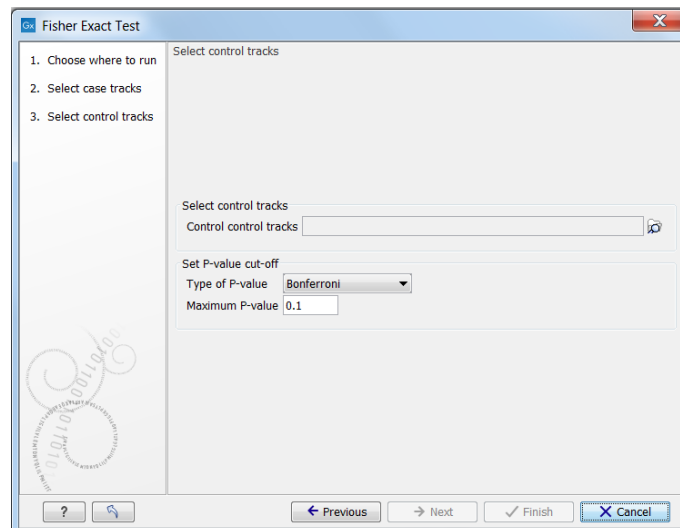 Gx Fisher Exact Test
X
1. Choose where to run
2. Select case tracks
3. Select control tracks
Select control tracks
Select control tracks
Control control tracks
Set P-value cut-off
Type of P-value Bonferroni
Maximum P-value 0.1
? Previous Next Finish Cancel